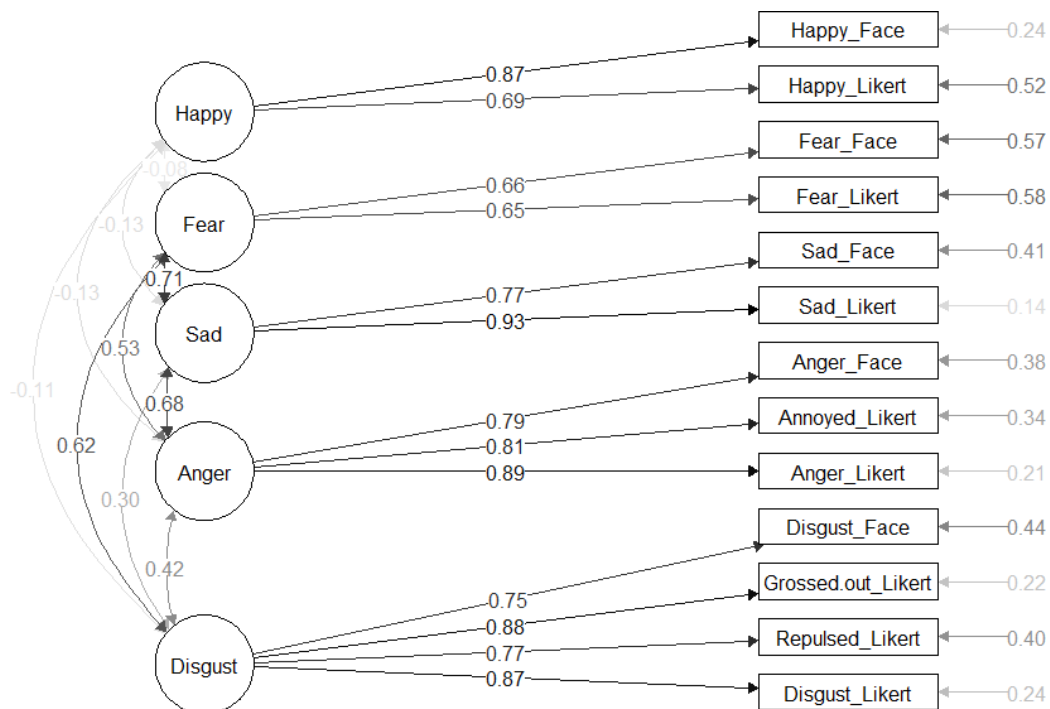 Happy_Face
0.24
0.87
Happy
Happy_Likert
0.52
0.69
Fear_Face
0.57
-0.08
0.66
Fear_Likert
0.58
0.65
Fear
-0.13
Sad_Face
0.41
0.77
0.71
-0.13
Sad_Likert
0.14
0.93
Sad
0.53
Anger_Face
0.38
-0.11
0.68
0.79
Annoyed_Likert
0.34
0.81
0.62
Anger
Anger_Likert
0.21
0.89
0.30
Disgust_Face
0.44
0.42
Grossed.out_Likert
0.22
0.75
0.88
Repulsed_Likert
0.40
0.77
Disgust
0.87
Disgust_Likert
0.24